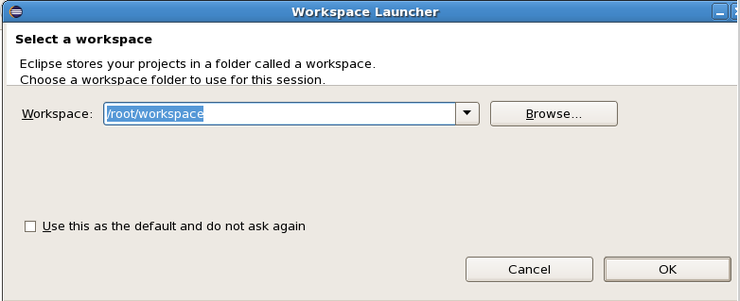 Workspace Launcher
Select a workspace
Eclipse stores your projects in a folder called a workspace.
Choose a workspace folder to use for this session.
Workspace: /root/workspace Browse...
Use this as the default and do not ask again
Cancel OK